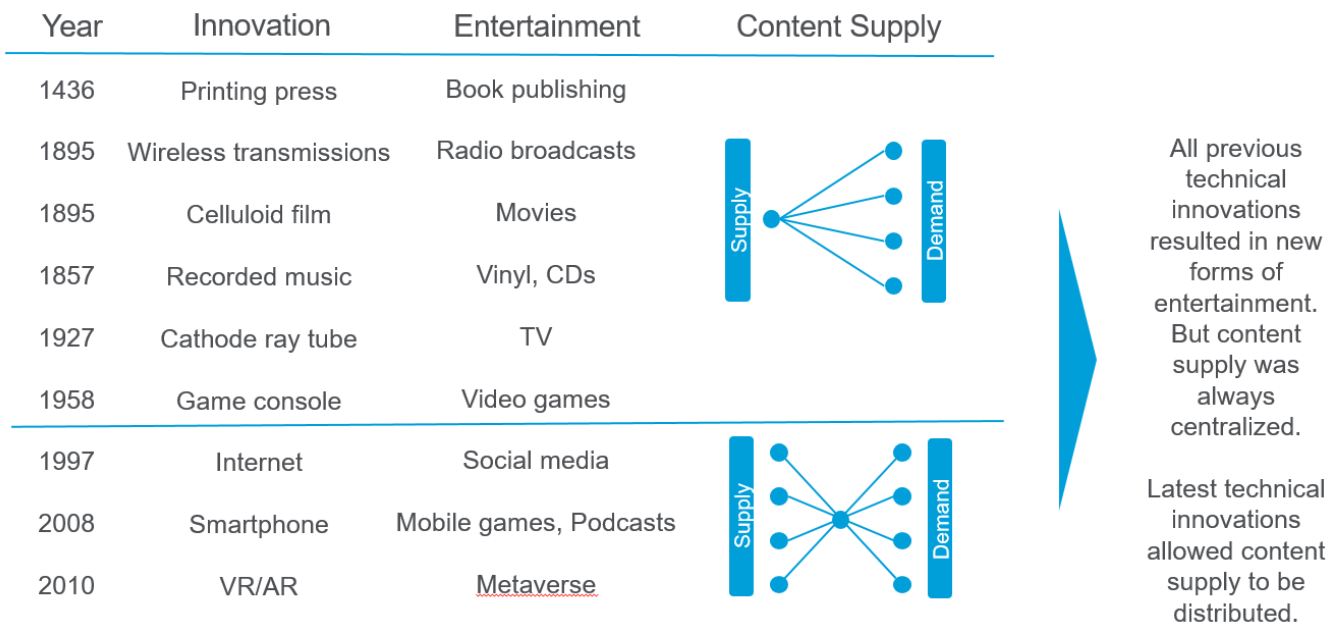 Year Innovation Entertainment Content Supply
1436 Printing press Book publishing
1895 Wireless transmissions Radio broadcasts
1895 Celluloid film Movies
1857 Recorded music Vinyl, CDs
1927 Cathode ray tube TV
1958 Game console Video games
Supply
Demand
1997 Internet Social media
2008 Smartphone Mobile games, Podcasts
2010 VR/AR Metaverse
Supply
Demand
All previous
technical
innovations
resulted in new
forms of
entertainment.
But content
supply was
always
centralized.
Latest technical
innovations
allowed content
supply to be
distributed.